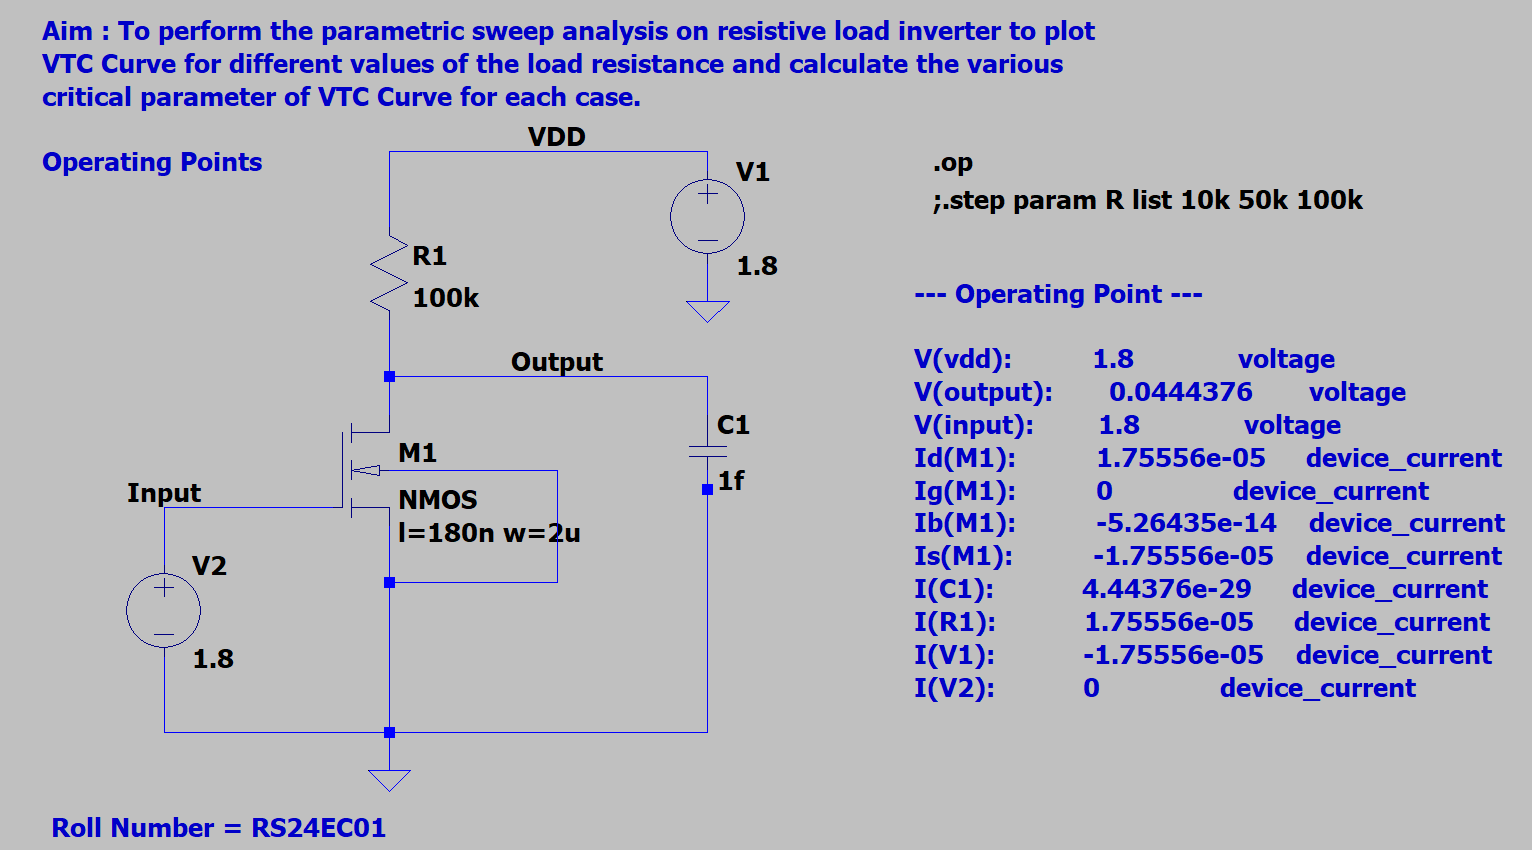 Aim : To perform the parametric sweep analysis on resistive load inverter to plot
VTC Curve for different values of the load resistance and calculate the various
critical parameter of VTC Curve for each case.
VDD
Operating Points
V1
.op
;.step param R list 10k 50k 100k
R1
1.8
100k
--- Operating Point ---
Output
V(vdd): 1.8 voltage
V(output): 0.0444376 voltage
V(input): 1.8 voltage
Id(M1): 1.75556e-05 device_current
Ig(M1): 0 device_current
Ib(M1): -5.26435e-14 device_current
Is(M1): -1.75556e-05 device_current
I(C1): 4.44376e-29 device_current
I(R1): 1.75556e-05 device_current
I(V1): -1.75556e-05 device_current
I(V2): 0 device_current
C1
1f
M1
NMOS
l=180n w=2u
Input
V2
1.8
Roll Number = RS24EC01